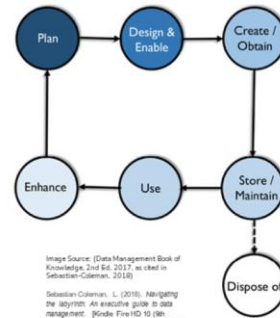 Plan
Design &
Enable
Create /
Obtain
Enhance
Use
Store /
Maintain
Dispose of
Image Source: (Data Management Book of
Knowledge, 2nd Ed. 2017, as cited in
Sebastian-Coleman, 2018)
Sebastian Coleman, L. (2018). Navigating
the labyrinth: An executive guide to data
management. [Kindle Fire HD 10 (9th